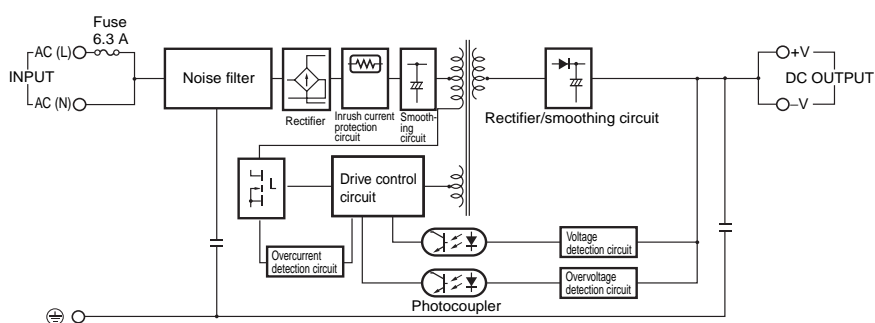 Fuse
6.3 A
AC (L)
INPUT
AC (N)
Noise filter
Rectifier
Inrush current
protection
circuit
Smooth-
ing
circuit
Rectifier/smoothing circuit
+V
DC OUTPUT
–V
L
Drive control
circuit
Overcurrent
detection circuit
Voltage
detection circuit
Overvoltage
detection circuit
Photocoupler